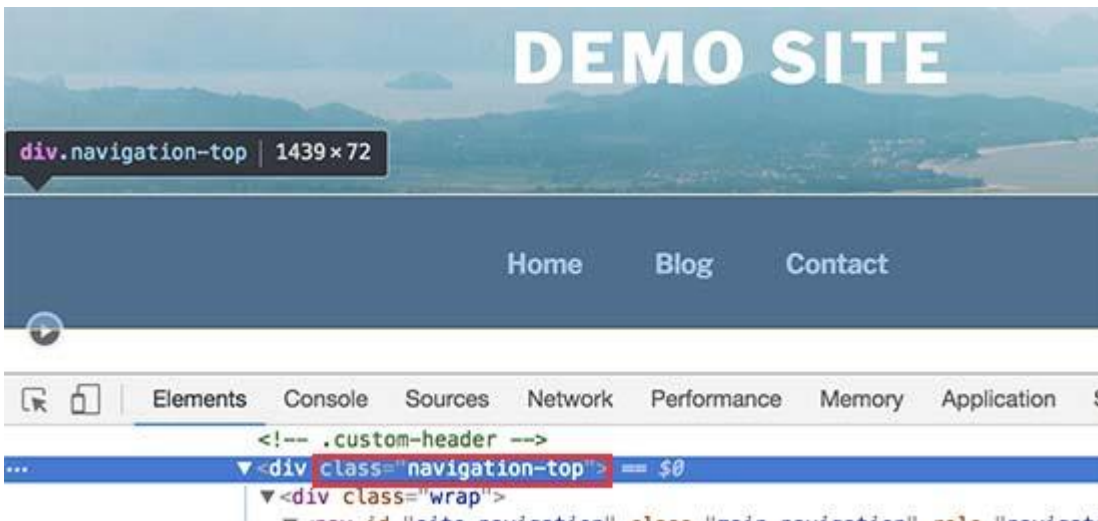 DEMO SITE
div.navigation-top | 1439 × 72
Home Blog Contact
Elements Console Sources Network Performance Memory Application
<!-- .custom-header -->
... ▼<div class="navigation-top"> == $0
▼<div class="wrap">